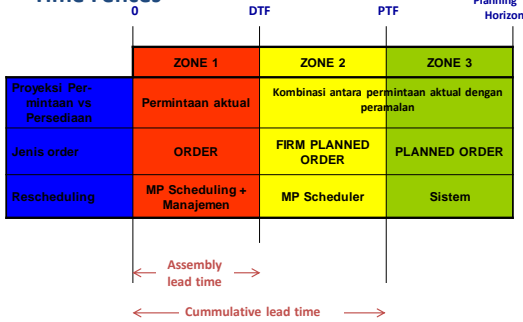 Time Fences
0 DTF PTF Planning
Horizon
ZONE 1 ZONE 2 ZONE 3
Proyeksi Per-
mintaan vs
Persediaan
Permintaan aktual
Kombinasi antara permintaan aktual dengan
peramalan
Jenis order
ORDER
FIRM PLANNED
ORDER
PLANNED ORDER
Rescheduling
MP Scheduling +
Manajemen
MP Scheduler
Sistem
Assembly
lead time
Cummulative lead time